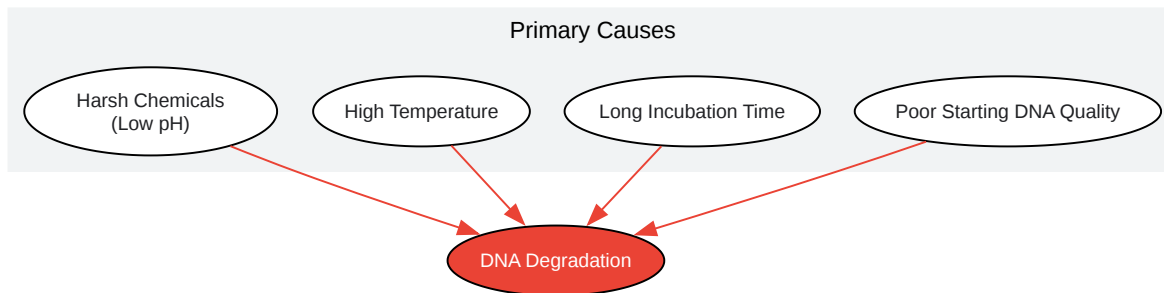 Primary Causes
Harsh Chemicals
(Low pH)
High Temperature
Long Incubation Time
Poor Starting DNA Quality
DNA Degradation